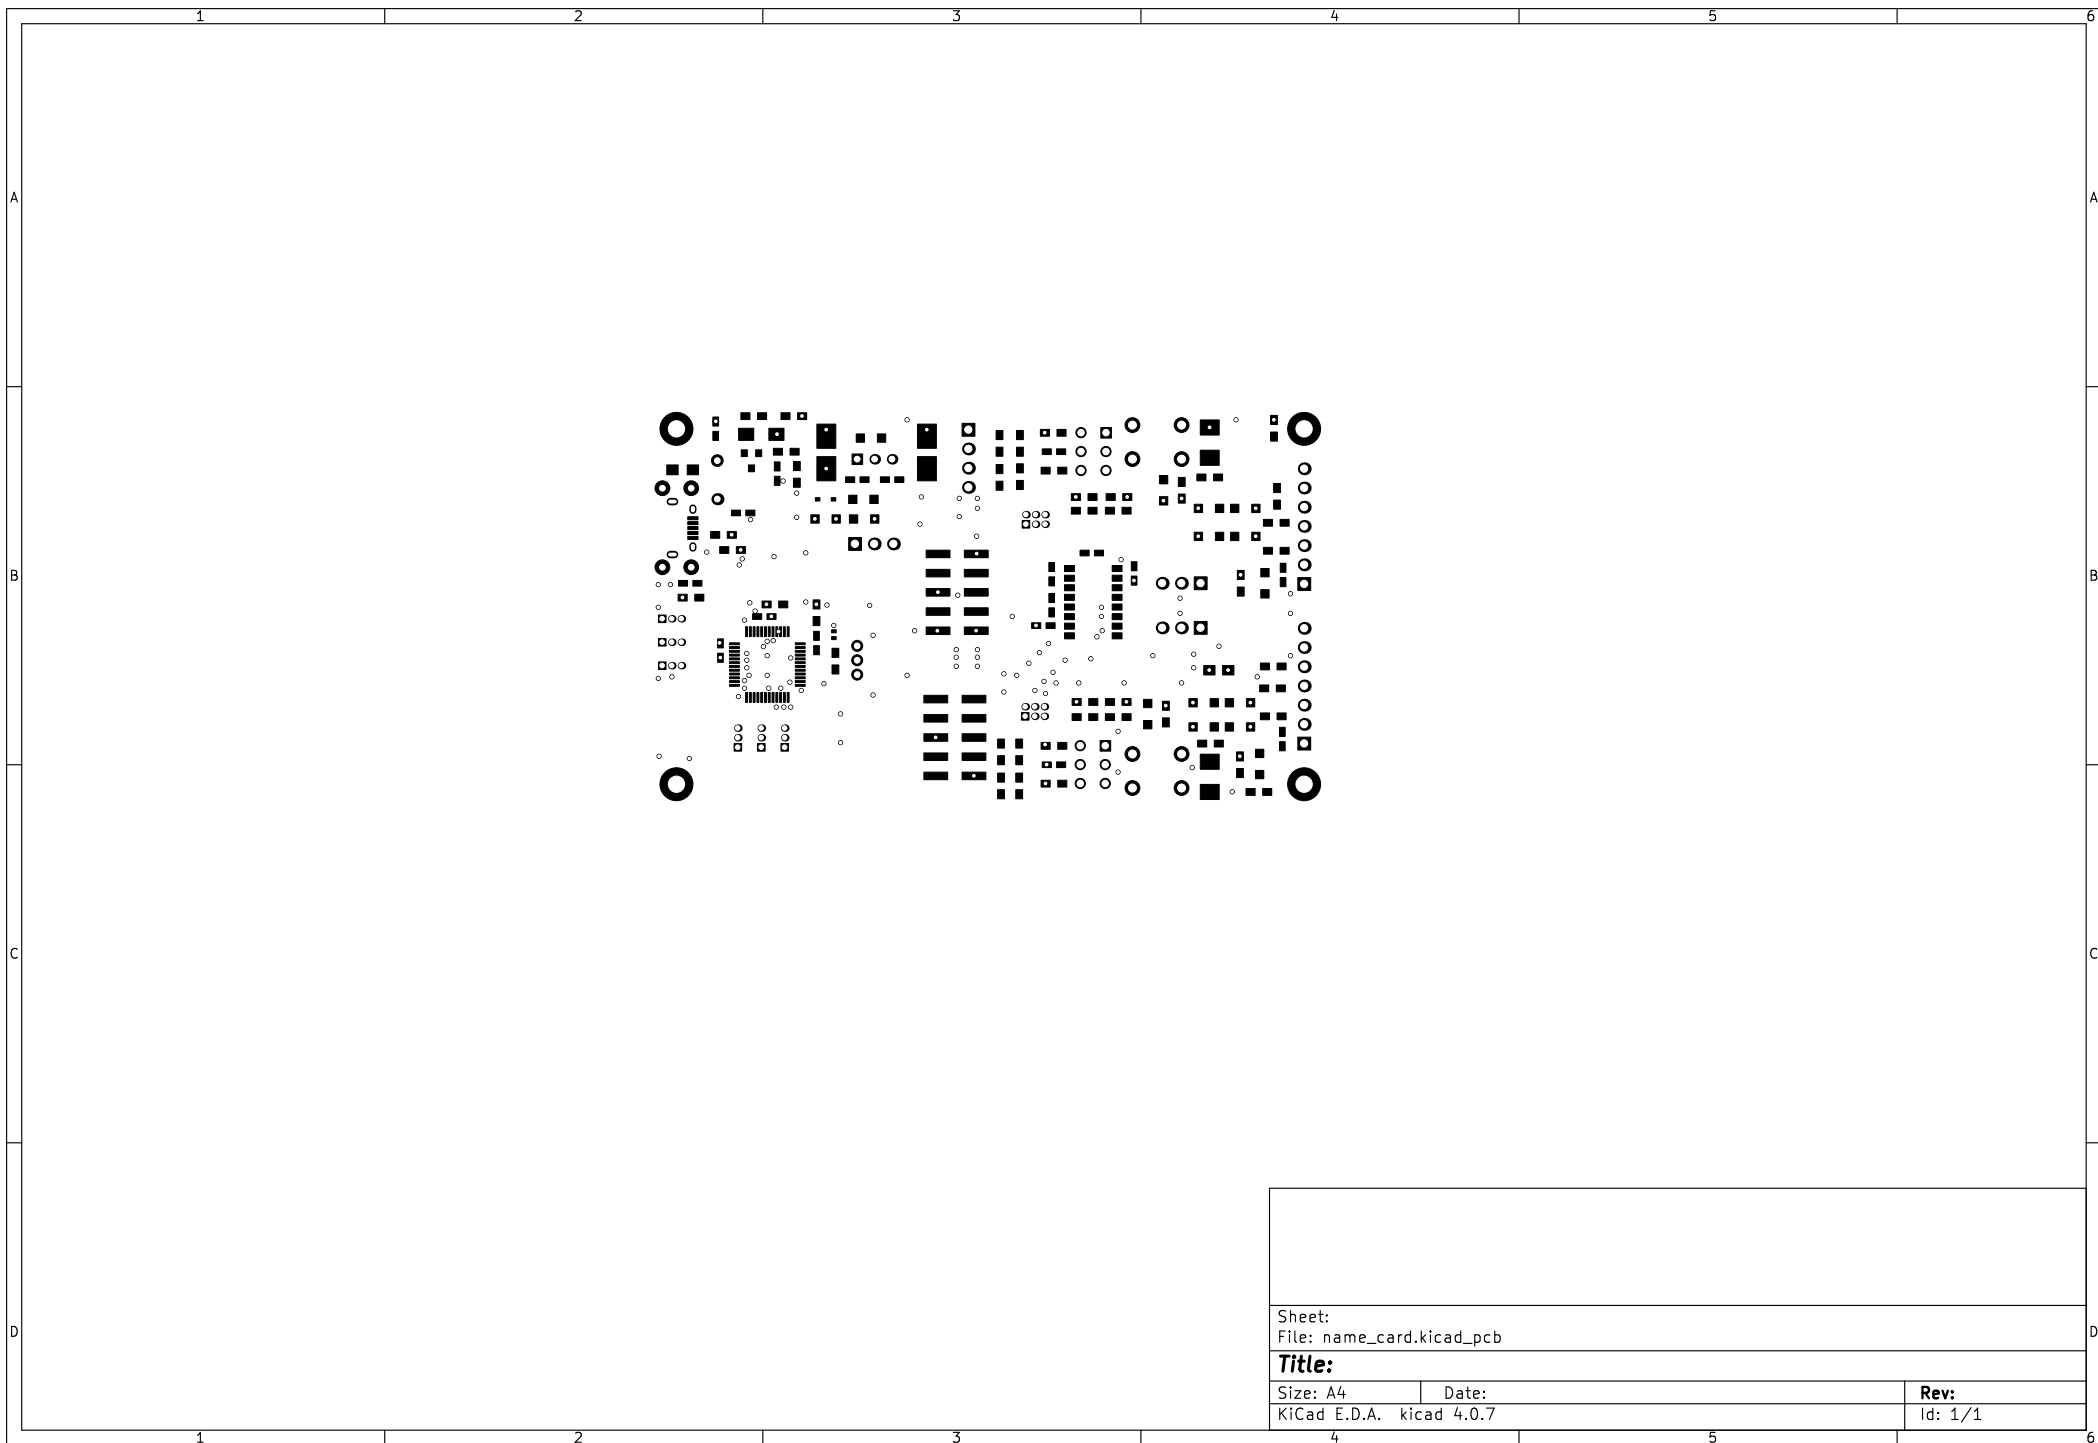 1 2 3 4 5 6
A A
B B
C C
D D
Sheet:
File: name_card.kicad_pcb
Title:
Size: A4 Date: Rev:
KiCad E.D.A. kicad 4.0.7 Id: 1/1
1 2 3 4 5 6